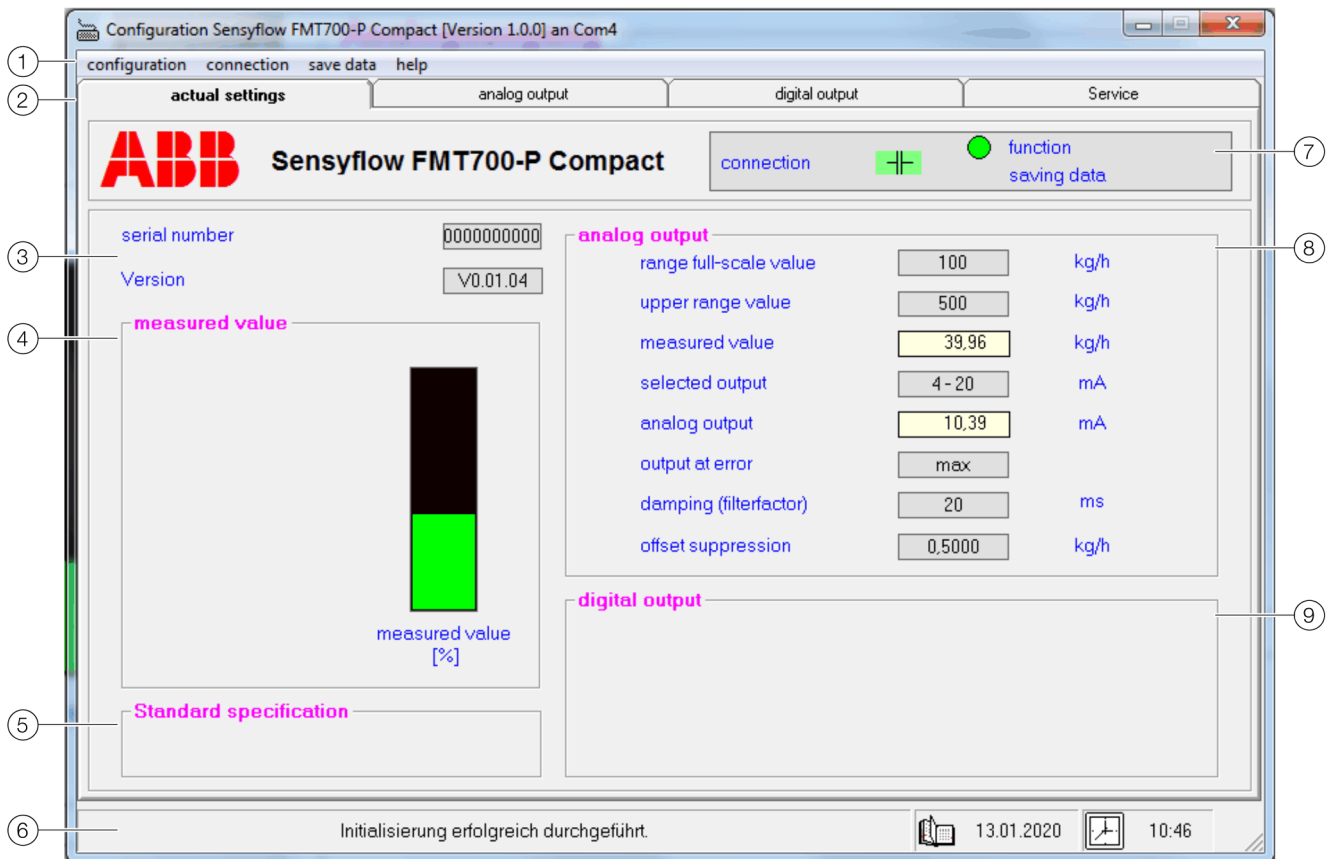 Configuration Sensyflow FMT700-P Compact [Version 1.0.0] an Com4
1
configuration connection save data help
2
actual settings analog output digital output Service
ABB
Sensyflow FMT700-P Compact
connection
function
saving data
7
3
serial number 0000000000
Version V0.01.04
4
measured value
measured value
[%]
5
Standard specification
8
analog output
range full-scale value 100 kg/h
upper range value 500 kg/h
measured value 39,96 kg/h
selected output 4-20 mA
analog output 10,39 mA
output at error max
damping (filterfactor) 20 ms
offset suppression 0,5000 kg/h
digital output
9
6
Initialisierung erfolgreich durchgeführt. 13.01.2020 10:46